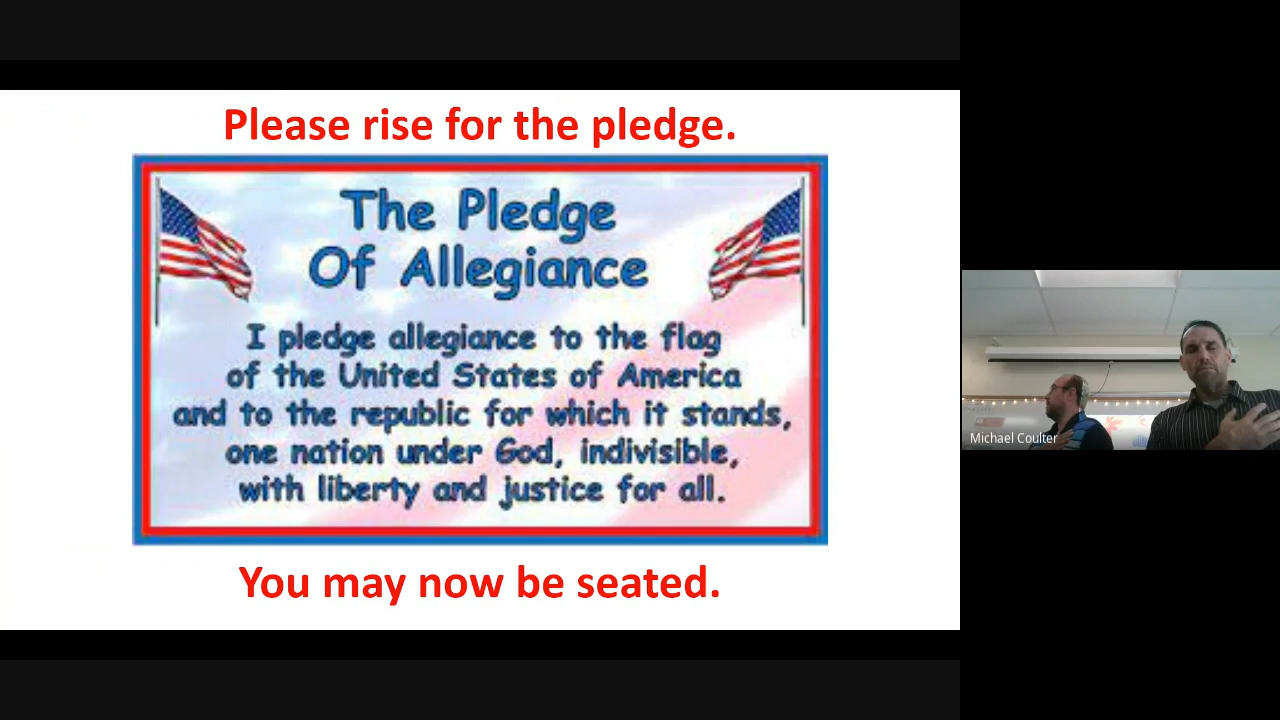 Please rise for the pledge.
The Pledge
Of Allegiance
I pledge allegiance to the flag
of the United States of America
and to the republic for which it stands,
one nation under God, indivisible,
with liberty and justice for all.
You may now be seated.
Michael Coulter